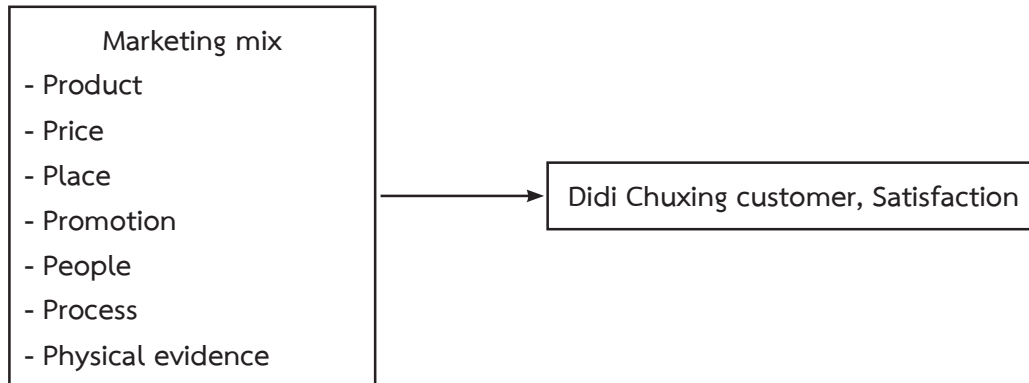 Marketing mix
- Product
- Price
- Place
- Promotion
- People
- Process
- Physical evidence
Didi Chuxing customer, Satisfaction